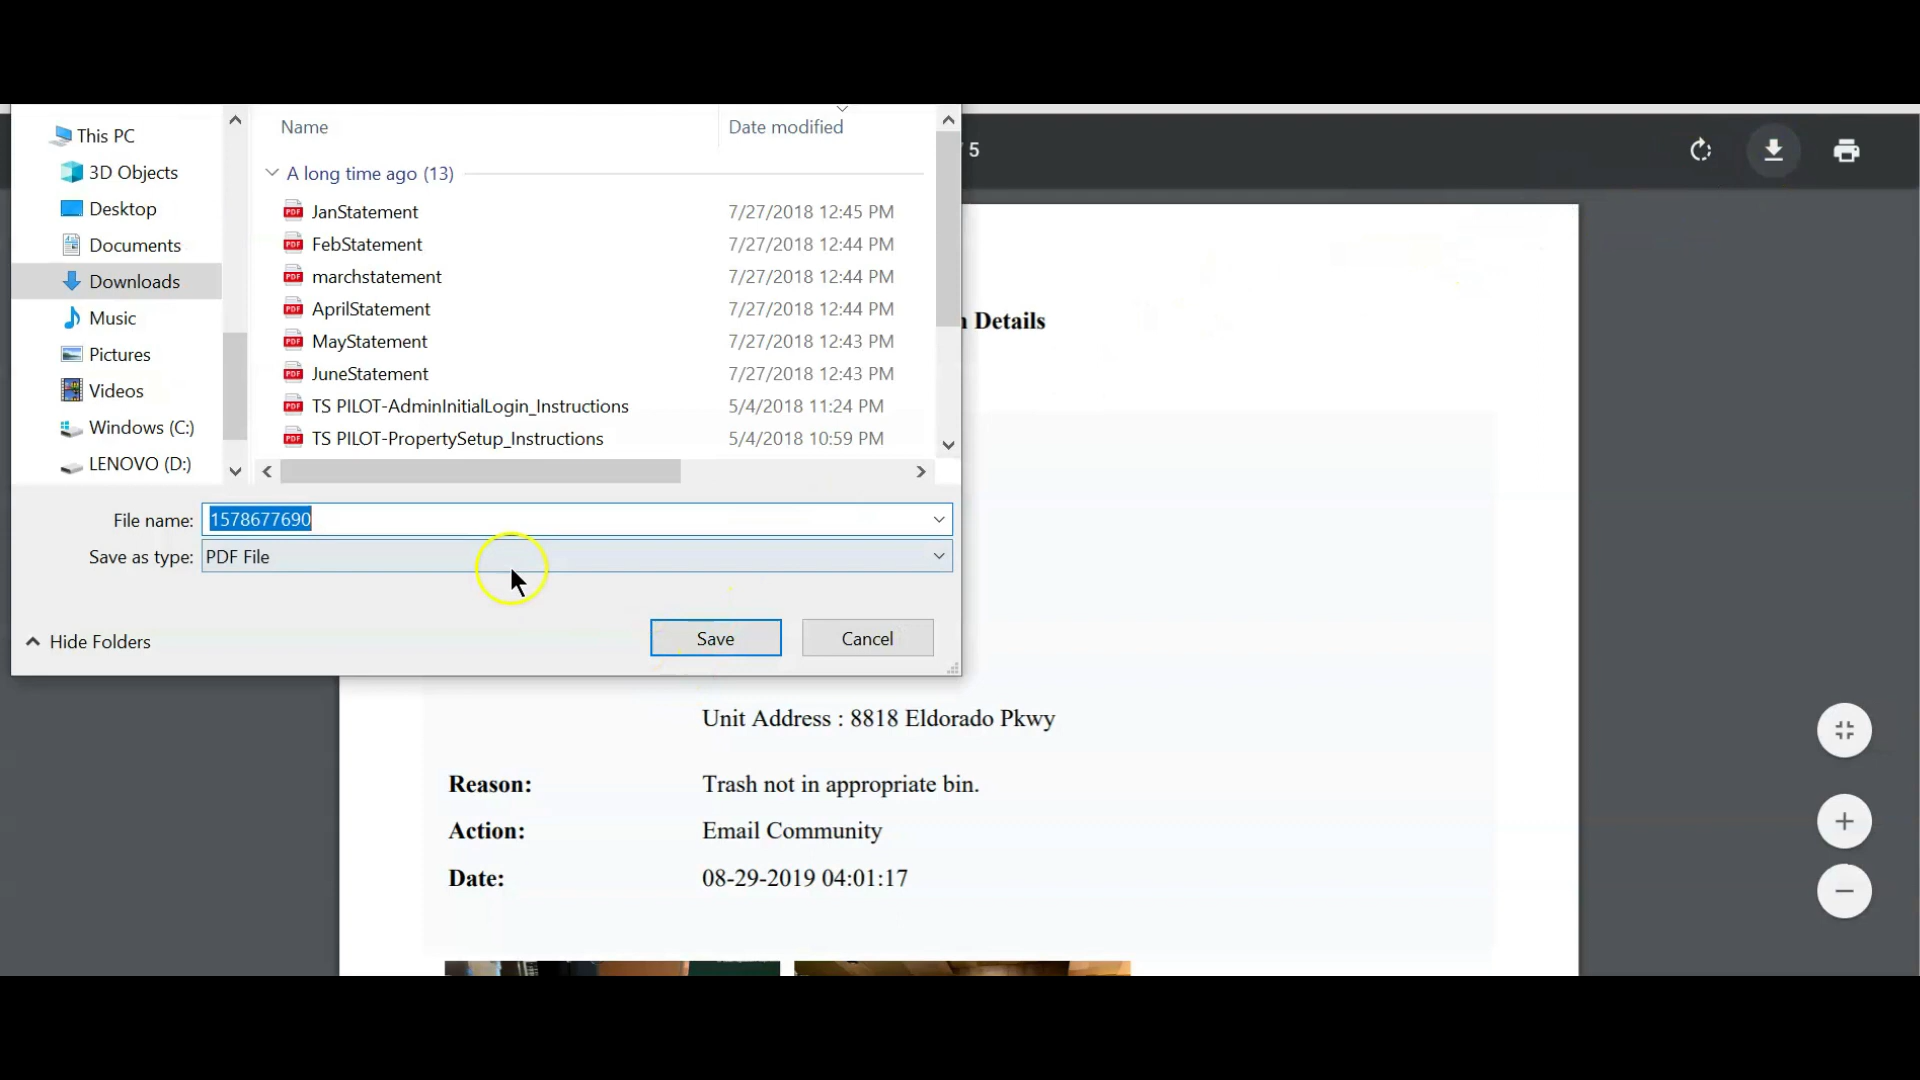 This PC
3D Objects
Desktop
Documents
Downloads
Music
Pictures
Videos
Windows (C:)
LENOVO (D:)
Name Date modified
A long time ago (13)
JanStatement 7/27/2018 12:45 PM
FebStatement 7/27/2018 12:44 PM
marchstatement 7/27/2018 12:44 PM
AprilStatement 7/27/2018 12:44 PM
MayStatement 7/27/2018 12:43 PM
JuneStatement 7/27/2018 12:43 PM
TS PILOT-AdminInitialLogin_Instructions 5/4/2018 11:24 PM
TS PILOT-PropertySetup_Instructions 5/4/2018 10:59 PM
File name: 1578677690
Save as type: PDF File
Hide Folders
Save Cancel
/ 5
n Details
Unit Address : 8818 Eldorado Pkwy
Reason: Trash not in appropriate bin.
Action: Email Community
Date: 08-29-2019 04:01:17